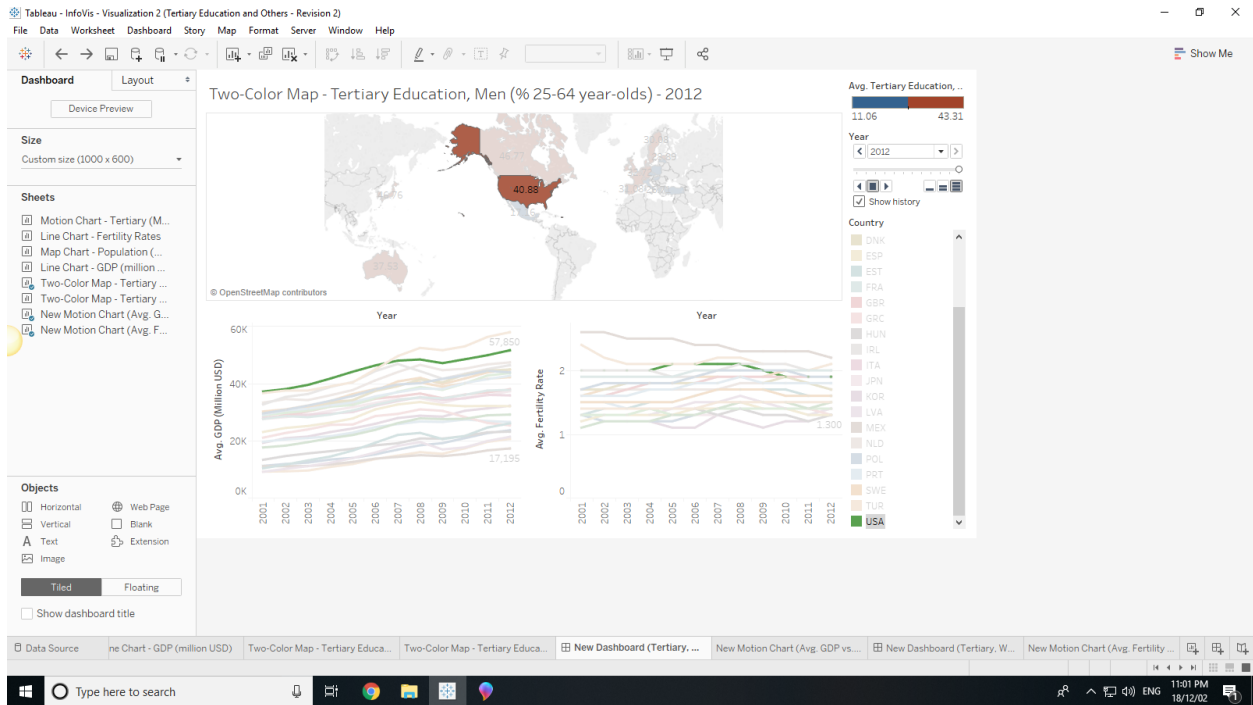 Tableau - InfoVis - Visualization 2 (Tertiary Education and Others - Revision 2)
File Data Worksheet Dashboard Story Map Format Server Window Help
Show Me
Dashboard Layout
Device Preview
Size
Custom size (1000 x 600)
Sheets
Motion Chart - Tertiary (M...
Line Chart - Fertility Rates
Map Chart - Population (...
Line Chart - GDP (million ...
Two-Color Map - Tertiary ...
Two-Color Map - Tertiary ...
New Motion Chart (Avg. G...
New Motion Chart (Avg. F...
Objects
Horizontal Web Page
Vertical Blank
A Text Extension
Image
Tiled Floating
Show dashboard title
Two-Color Map - Tertiary Education, Men (% 25-64 year-olds) - 2012
40.88
© OpenStreetMap contributors
Year
Avg. GDP (Million USD)
60K
40K
20K
0K
57,850
17,195
2001 2002 2003 2004 2005 2006 2007 2008 2009 2010 2011 2012
Year
Avg. Fertility Rate
2
1
0
1.300
2001 2002 2003 2004 2005 2006 2007 2008 2009 2010 2011 2012
Avg. Tertiary Education, ..
11.06 43.31
Year
2012
Show history
Country
DNK
ESP
EST
FRA
GBR
GRC
HUN
IRL
ITA
JPN
KOR
LVA
MEX
NLD
POL
PRT
SWE
TUR
USA
Data Source
ne Chart - GDP (million USD)
Two-Color Map - Tertiary Educa...
Two-Color Map - Tertiary Educa...
New Dashboard (Tertiary, ...
New Motion Chart (Avg. GDP vs....
New Dashboard (Tertiary, W...
New Motion Chart (Avg. Fertility ...
Type here to search
ENG
11:01 PM
18/12/02
1